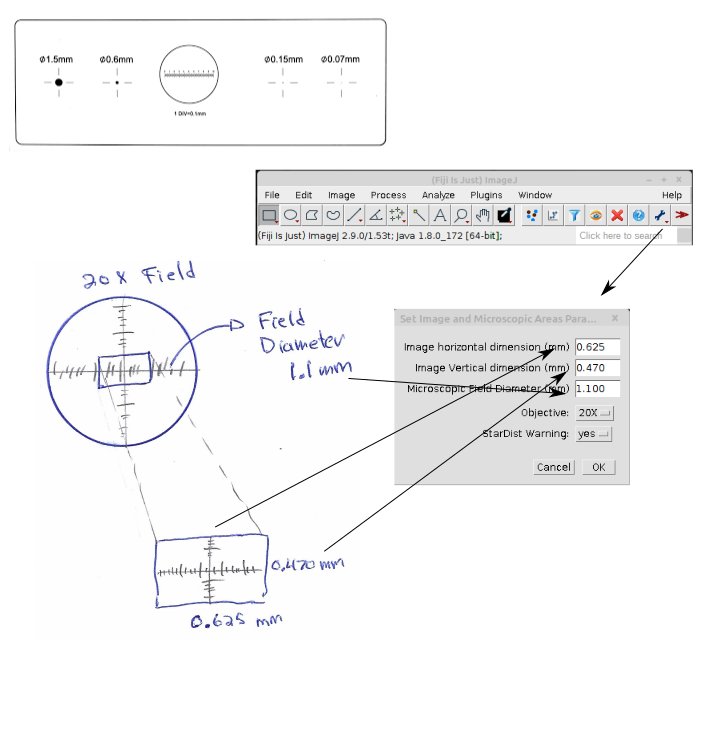 Ø1.5mm Ø0.6mm Ø0.15mm Ø0.07mm
1 DIV=0.1mm
(Fiji Is Just) ImageJ
File Edit Image Process Analyze Plugins Window Help
(Fiji Is Just) ImageJ 2.9.0/1.53t; Java 1.8.0_172 [64-bit];
Click here to search
20X Field
Field
Diameter
1.1 mm
Set Image and Microscopic Areas Para...
Image horizontal dimension (mm) 0.625
Image Vertical dimension (mm) 0.470
Microscopic Field Diameter (mm) 1.100
Objective: 20X
StarDist Warning: yes
Cancel OK
0.470 mm
0.625 mm